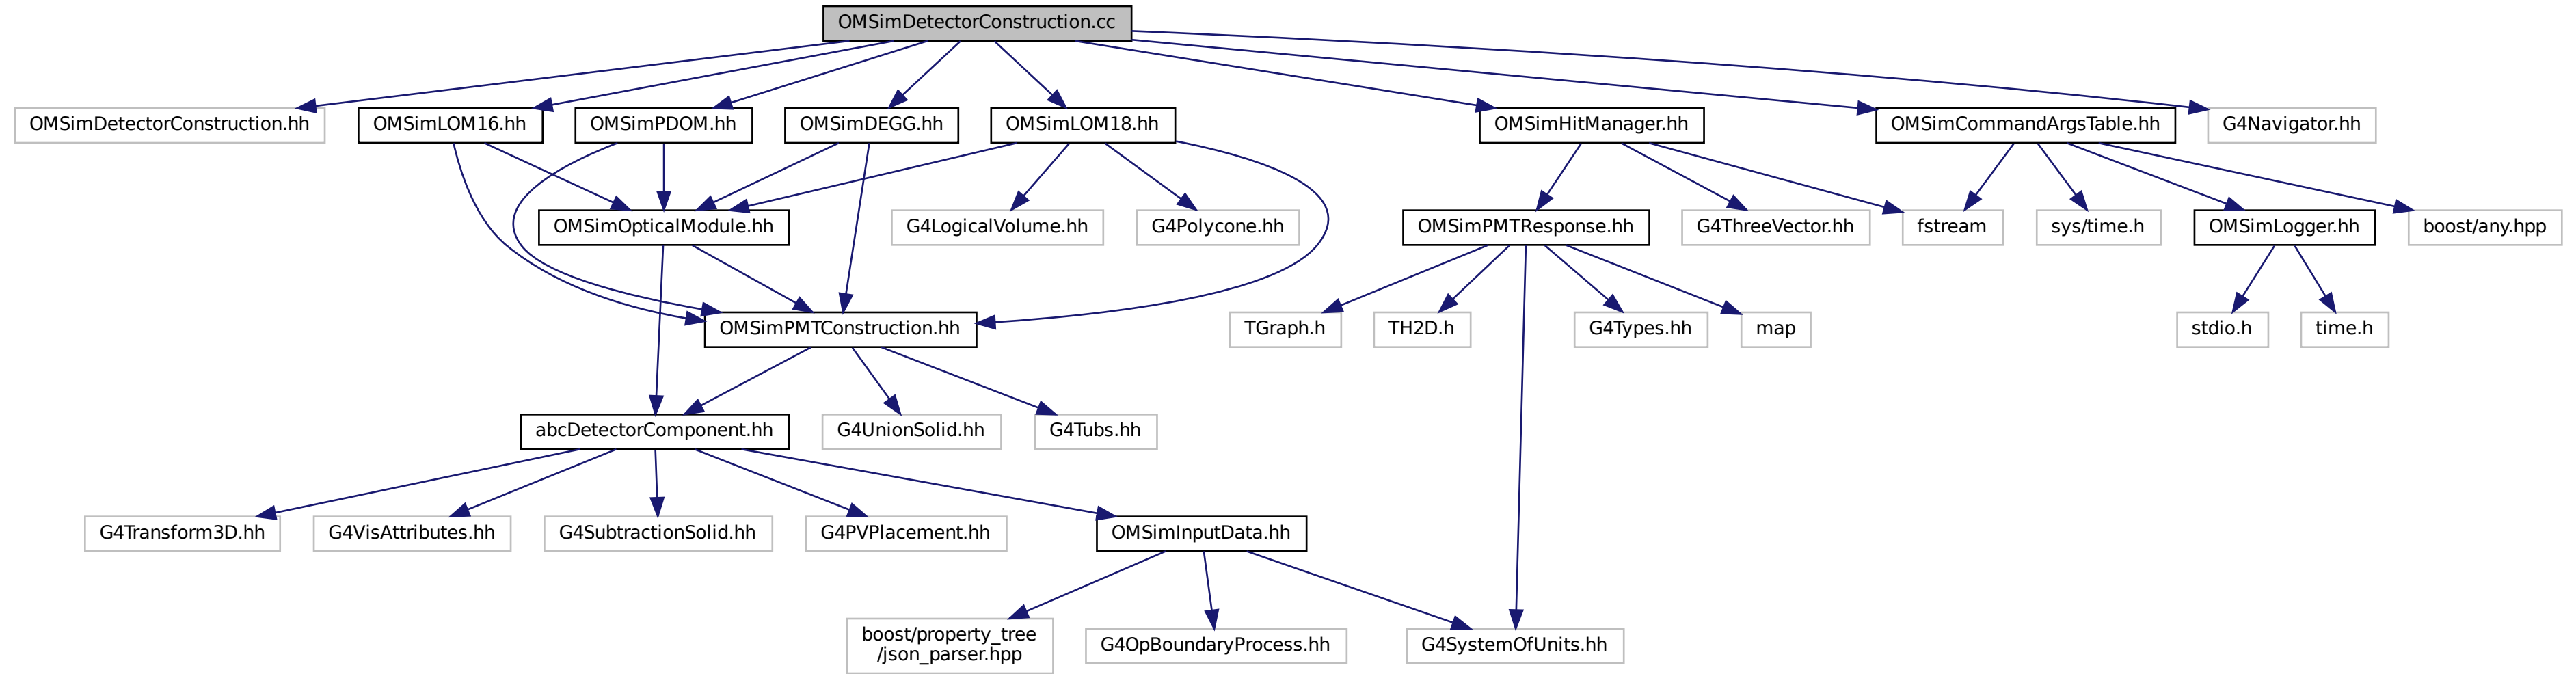 OMSimDetectorConstruction.cc
OMSimDetectorConstruction.hh
OMSimLOM16.hh
OMSimPDOM.hh
OMSimDEGG.hh
OMSimLOM18.hh
OMSimHitManager.hh
OMSimCommandArgsTable.hh
G4Navigator.hh
OMSimOpticalModule.hh
G4LogicalVolume.hh
G4Polycone.hh
OMSimPMTResponse.hh
G4ThreeVector.hh
fstream
sys/time.h
OMSimLogger.hh
boost/any.hpp
OMSimPMTConstruction.hh
TGraph.h
TH2D.h
G4Types.hh
map
stdio.h
time.h
abcDetectorComponent.hh
G4UnionSolid.hh
G4Tubs.hh
G4Transform3D.hh
G4VisAttributes.hh
G4SubtractionSolid.hh
G4PVPlacement.hh
OMSimInputData.hh
boost/property_tree
/json_parser.hpp
G4OpBoundaryProcess.hh
G4SystemOfUnits.hh